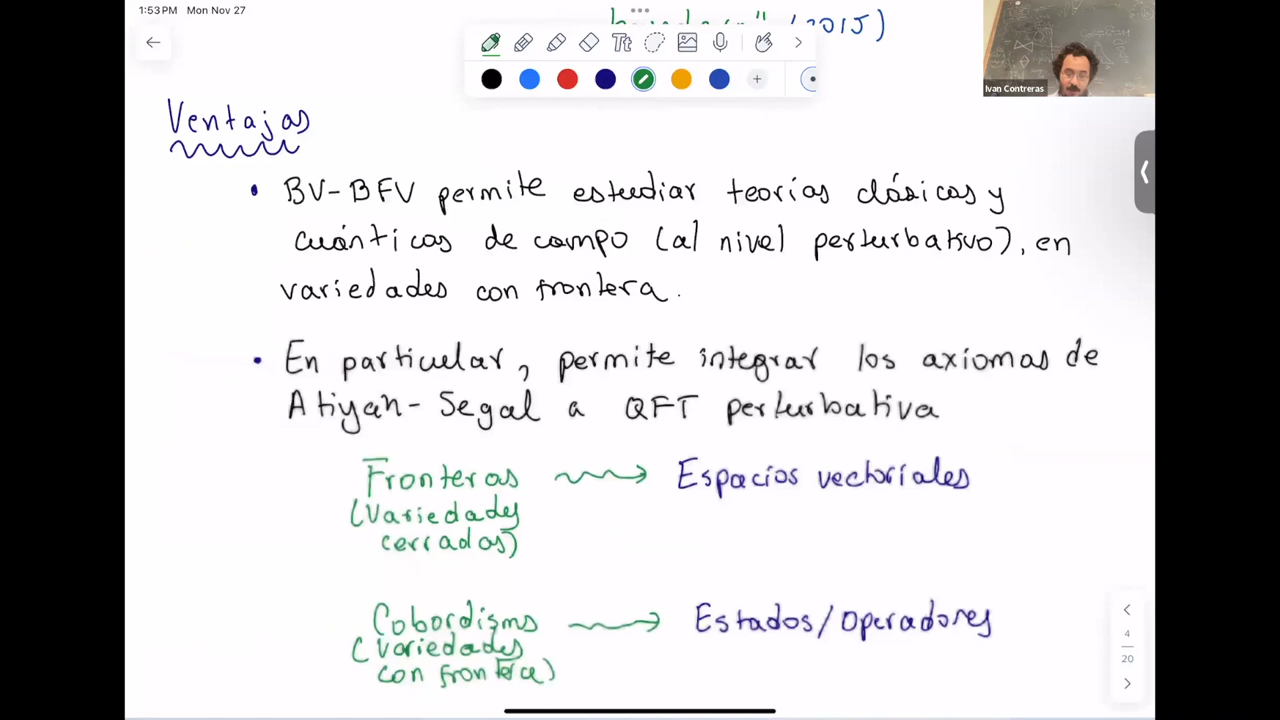 1:53 PM Mon Nov 27
(2015)
Tt
Ivan Contreras
Ventajas
• BV-BFV permite estudiar teorías clásicas y
cuánticas de campo (al nivel perturbativo), en
variedades con frontera.
• En particular, permite integrar los axiomas de
Atiyah-Segal a QFT perturbativa
Fronteras → Espacios vectoriales
(Variedades
cerradas)
Cobordisms → Estados/Operadores
(Variedades
con frontera)
4
20